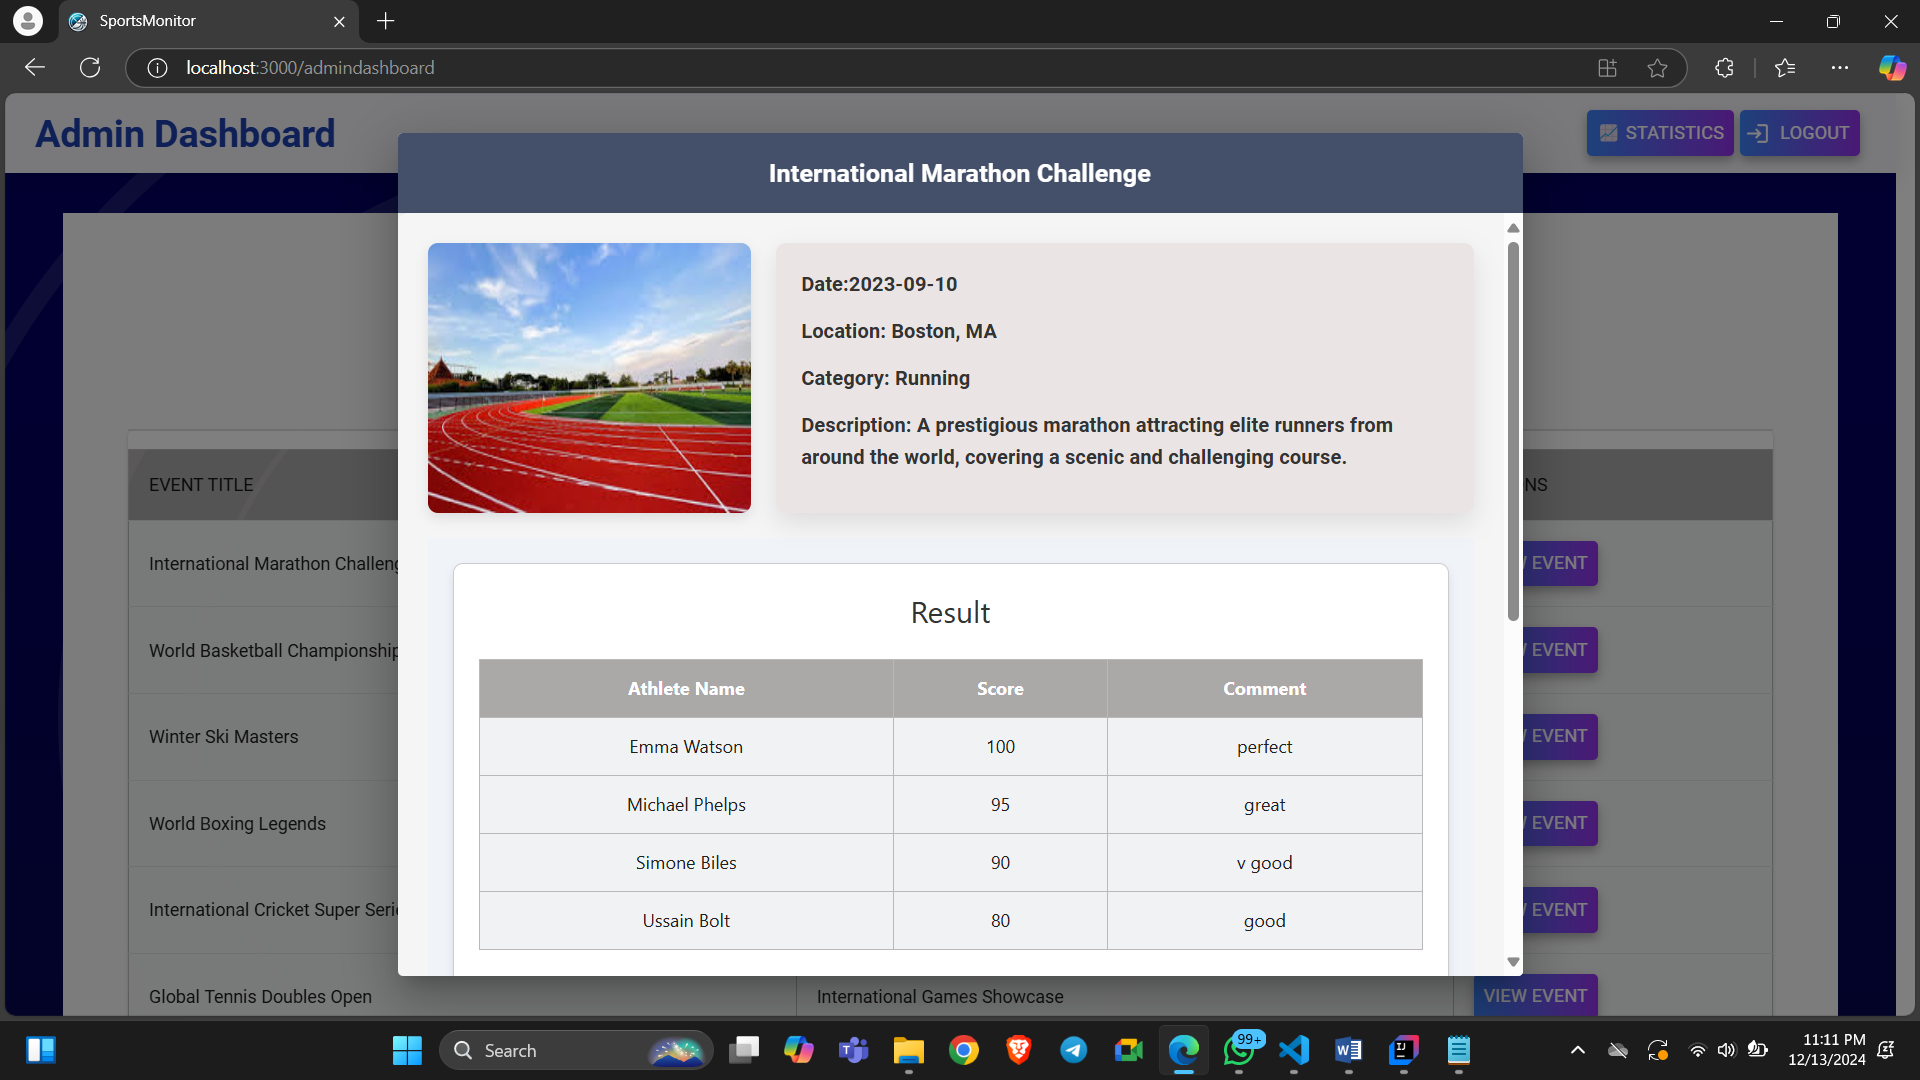 SportsMonitor
localhost:3000/admindashboard
Admin Dashboard
STATISTICS
LOGOUT
International Marathon Challenge
Date:2023-09-10
Location: Boston, MA
Category: Running
Description: A prestigious marathon attracting elite runners from
around the world, covering a scenic and challenging course.
EVENT TITLE
NS
International Marathon Challeng
EVENT
Result
Athlete Name Score Comment
World Basketball Championship
EVENT
Emma Watson 100 perfect
Winter Ski Masters
EVENT
Michael Phelps 95 great
World Boxing Legends
EVENT
Simone Biles 90 v good
International Cricket Super Serie
EVENT
Ussain Bolt 80 good
Global Tennis Doubles Open
International Games Showcase
VIEW EVENT
Search
99+
11:11 PM
12/13/2024